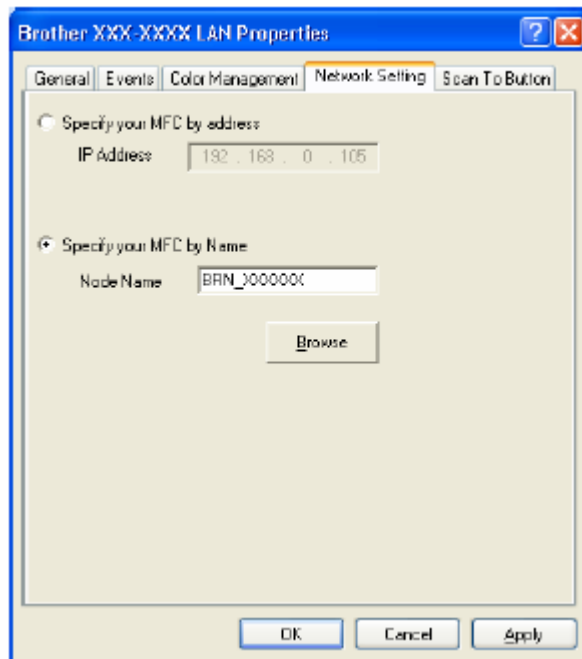 Brother XXX-XXXX LAN Properties
General Events Color Management Network Setting Scan To Button
Specify your MFC by address
IP Address 192 . 168 . 0 . 105
Specify your MFC by Name
Node Name BRN_XXXXXX
Browse
OK Cancel Apply